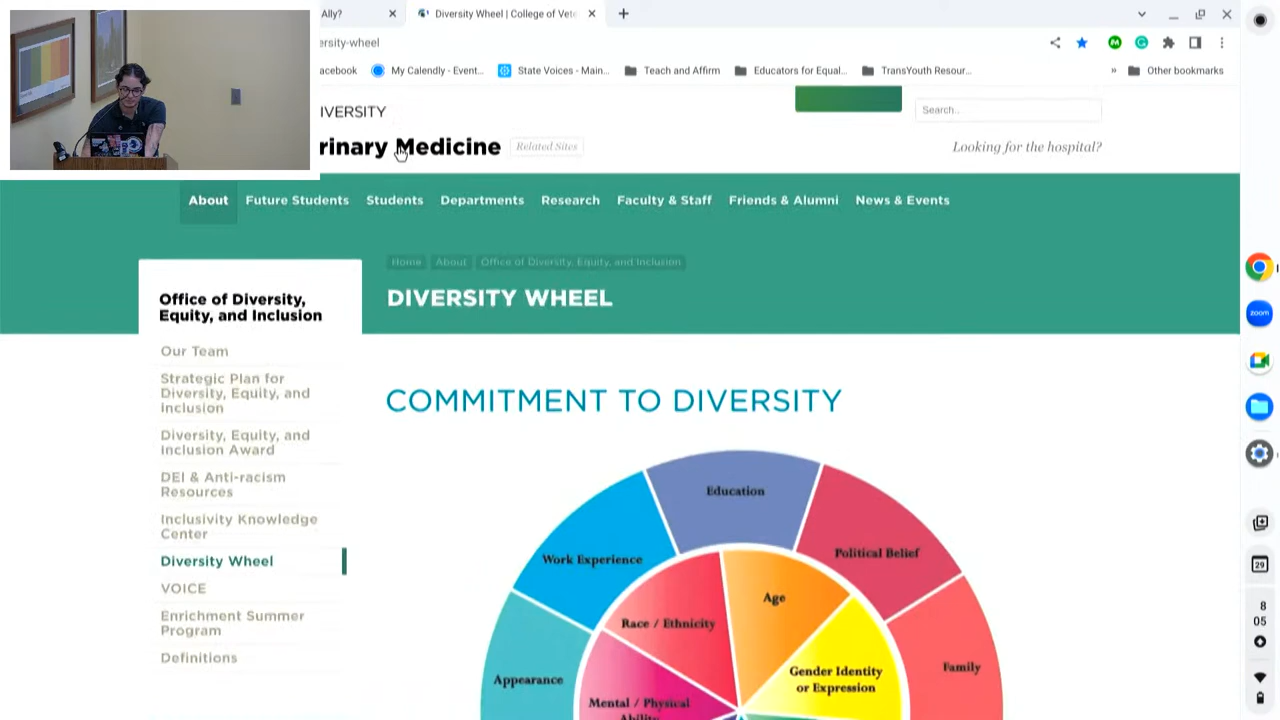 Ally?
Diversity Wheel | College of Vete
ersity-wheel
acebook
My Calendly - Event...
State Voices - Main...
Teach and Affirm
Educators for Equal...
TransYouth Resour...
»
Other bookmarks
IVERSITY
Search..
rinary Medicine
Related Sites
Looking for the hospital?
About
Future Students
Students
Departments
Research
Faculty & Staff
Friends & Alumni
News & Events
Home
About
Office of Diversity, Equity, and Inclusion
DIVERSITY WHEEL
Office of Diversity,
Equity, and Inclusion
Our Team
Strategic Plan for
Diversity, Equity, and
Inclusion
Diversity, Equity, and
Inclusion Award
DEI & Anti-racism
Resources
Inclusivity Knowledge
Center
Diversity Wheel
VOICE
Enrichment Summer
Program
Definitions
COMMITMENT TO DIVERSITY
Education
Work Experience
Political Belief
Age
Race / Ethnicity
Gender Identity
or Expression
Family
Appearance
Mental / Physical
Ability
zoom
29
8
05